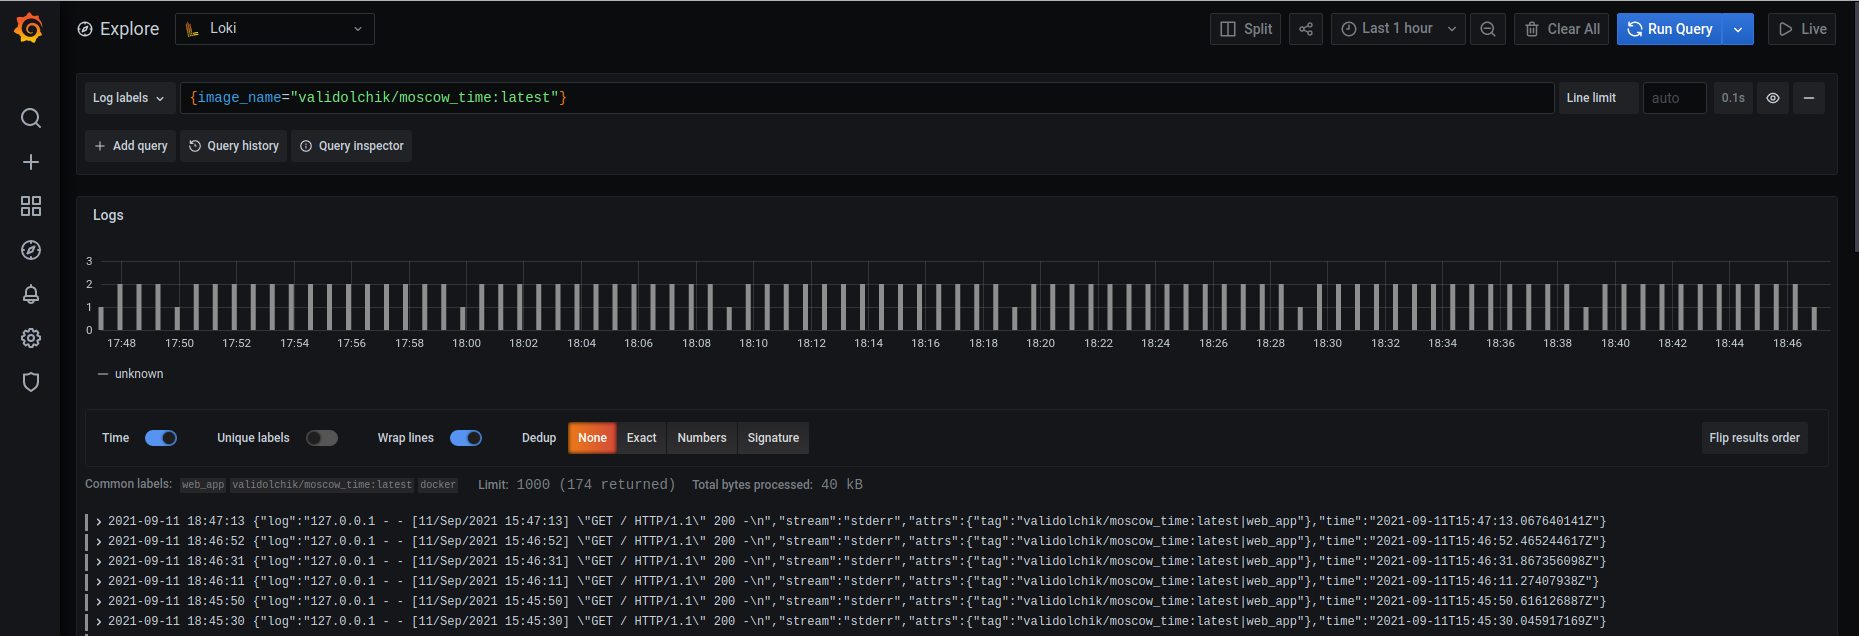 Explore Loki Split Last 1 hour Clear All Run Query Live
Log labels {image_name="validolchik/moscow_time:latest"} Line limit auto 0.1s
+ Add query Query history Query inspector
Logs
3
2
1
0
17:48 17:50 17:52 17:54 17:56 17:58 18:00 18:02 18:04 18:06 18:08 18:10 18:12 18:14 18:16 18:18 18:20 18:22 18:24 18:26 18:28 18:30 18:32 18:34 18:36 18:38 18:40 18:42 18:44 18:46
unknown
Time Unique labels Wrap lines Dedup None Exact Numbers Signature Flip results order
Common labels: web_app validolchik/moscow_time:latest docker Limit: 1000 (174 returned) Total bytes processed: 40 kB
> 2021-09-11 18:47:13 {"log":"127.0.0.1 - - [11/Sep/2021 15:47:13] \"GET / HTTP/1.1\" 200 -\n","stream":"stderr","attrs":{"tag":"validolchik/moscow_time:latest|web_app"},"time":"2021-09-11T15:47:13.067640141Z"}
> 2021-09-11 18:46:52 {"log":"127.0.0.1 - - [11/Sep/2021 15:46:52] \"GET / HTTP/1.1\" 200 -\n","stream":"stderr","attrs":{"tag":"validolchik/moscow_time:latest|web_app"},"time":"2021-09-11T15:46:52.465244617Z"}
> 2021-09-11 18:46:31 {"log":"127.0.0.1 - - [11/Sep/2021 15:46:31] \"GET / HTTP/1.1\" 200 -\n","stream":"stderr","attrs":{"tag":"validolchik/moscow_time:latest|web_app"},"time":"2021-09-11T15:46:31.867356098Z"}
> 2021-09-11 18:46:11 {"log":"127.0.0.1 - - [11/Sep/2021 15:46:11] \"GET / HTTP/1.1\" 200 -\n","stream":"stderr","attrs":{"tag":"validolchik/moscow_time:latest|web_app"},"time":"2021-09-11T15:46:11.27407938Z"}
> 2021-09-11 18:45:50 {"log":"127.0.0.1 - - [11/Sep/2021 15:45:50] \"GET / HTTP/1.1\" 200 -\n","stream":"stderr","attrs":{"tag":"validolchik/moscow_time:latest|web_app"},"time":"2021-09-11T15:45:50.616126887Z"}
> 2021-09-11 18:45:30 {"log":"127.0.0.1 - - [11/Sep/2021 15:45:30] \"GET / HTTP/1.1\" 200 -\n","stream":"stderr","attrs":{"tag":"validolchik/moscow_time:latest|web_app"},"time":"2021-09-11T15:45:30.045917169Z"}